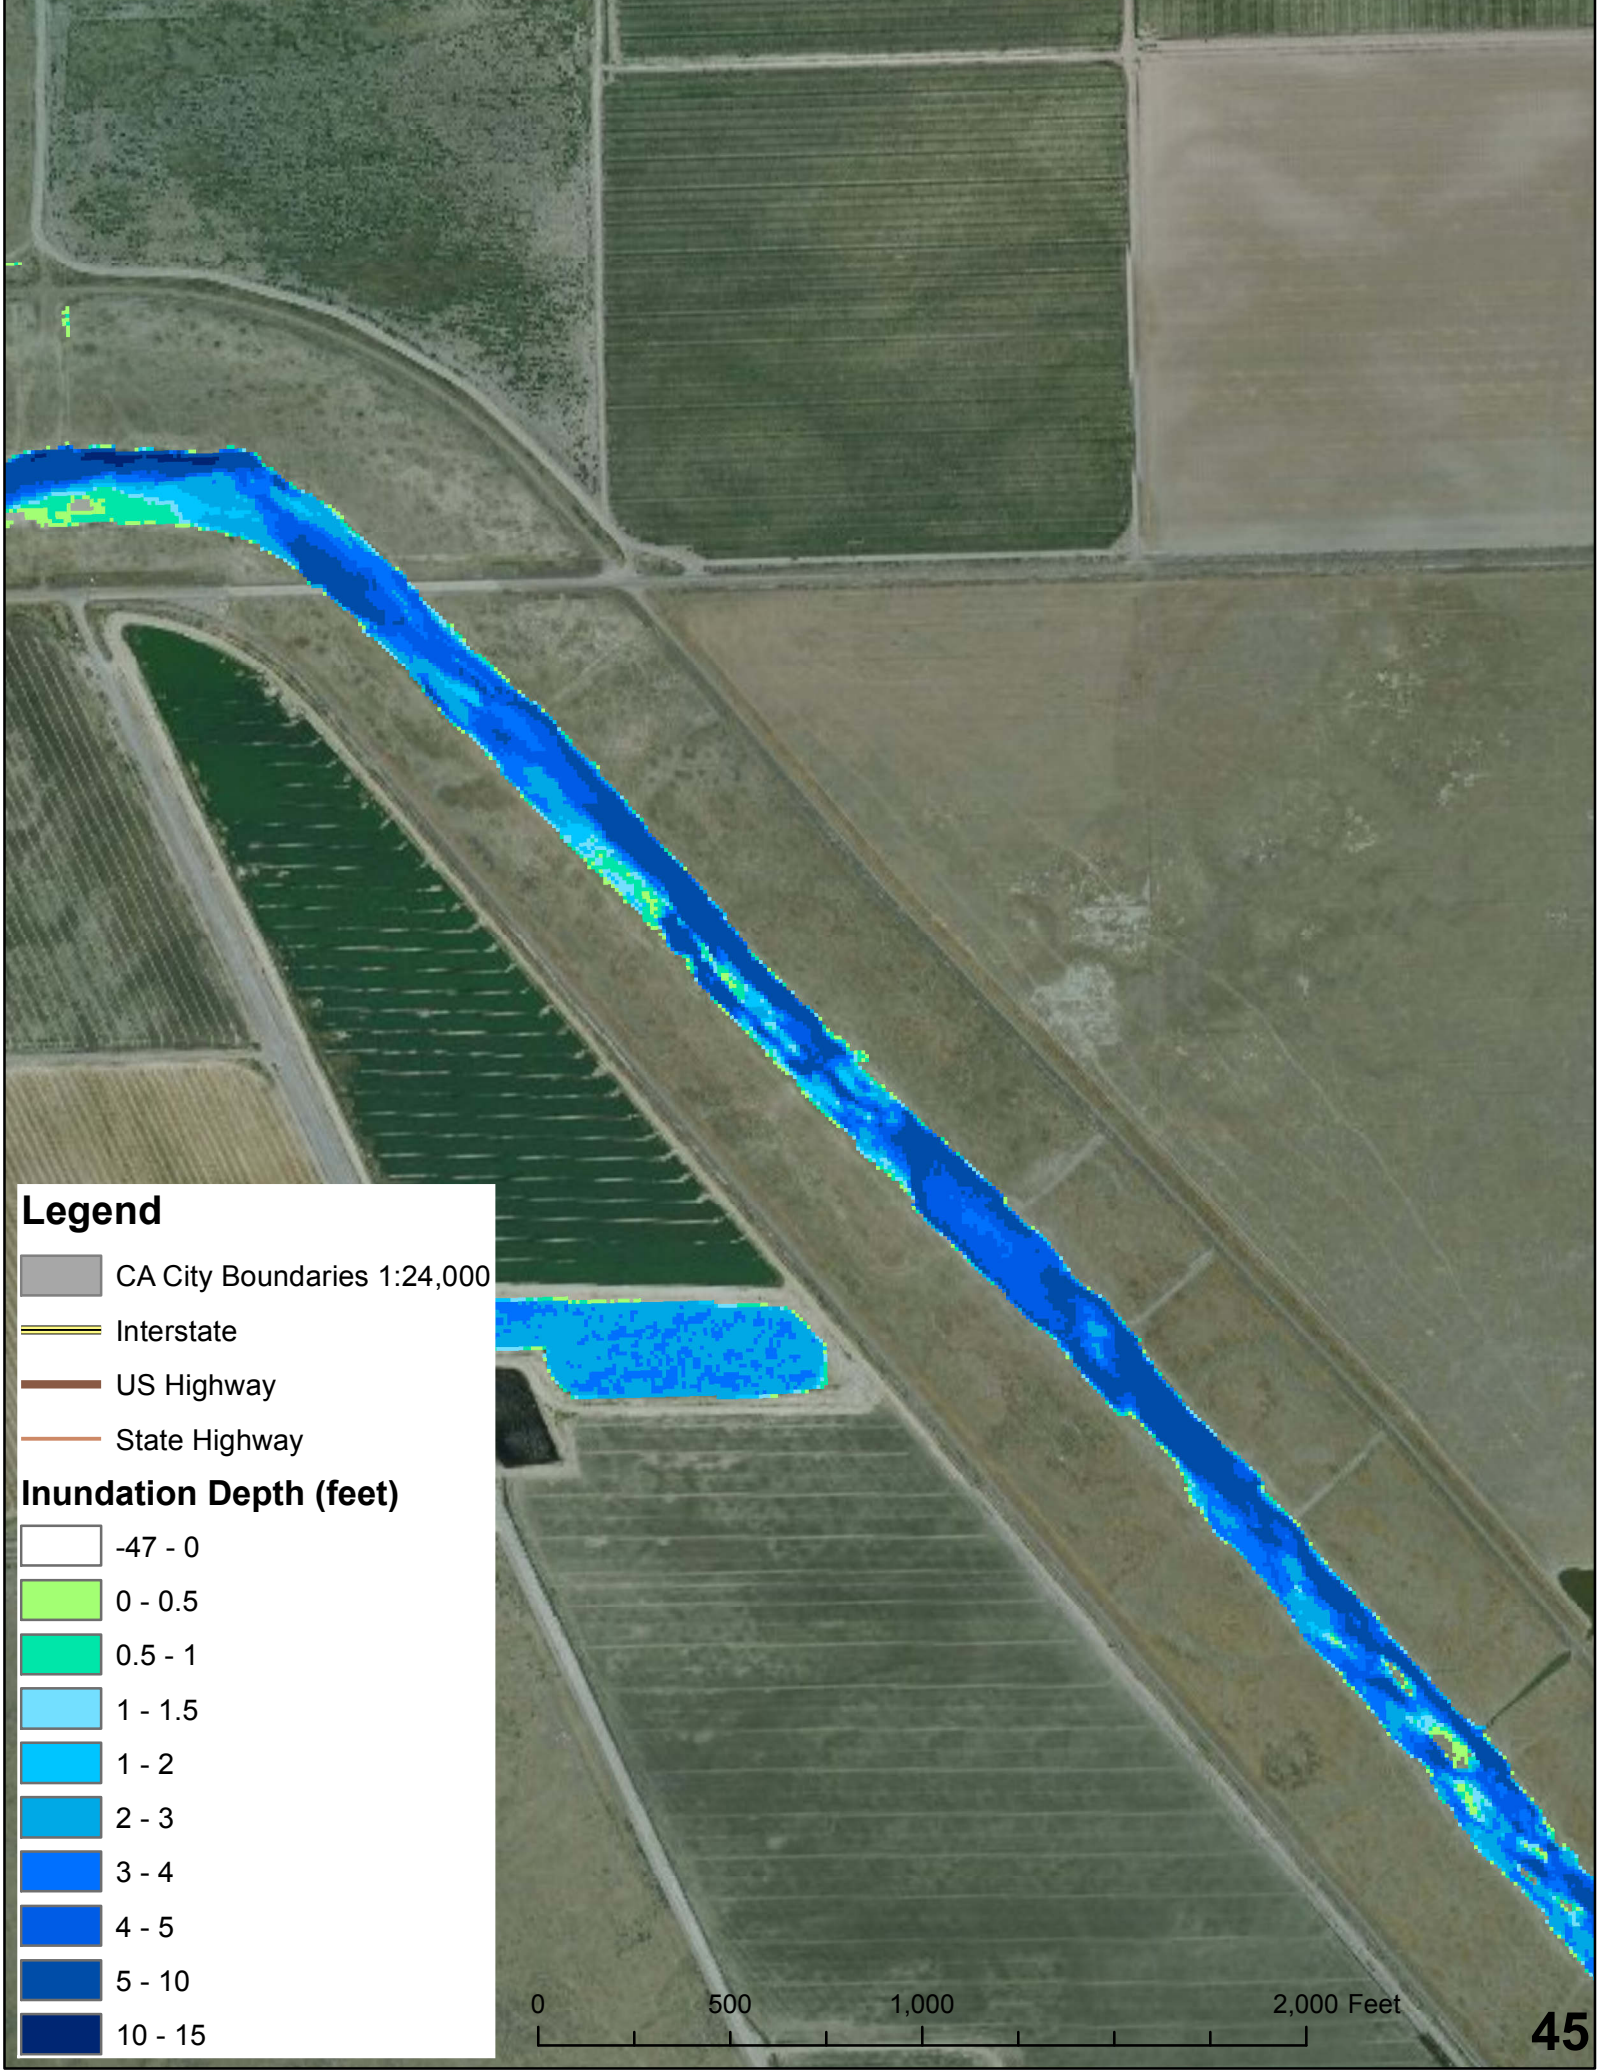 Legend
CA City Boundaries 1:24,000
Interstate
US Highway
State Highway
Inundation Depth (feet)
-47 - 0
0 - 0.5
0.5 - 1
1 - 1.5
1 - 2
2 - 3
3 - 4
4 - 5
5 - 10
10 - 15
0 500 1,000 2,000 Feet
45